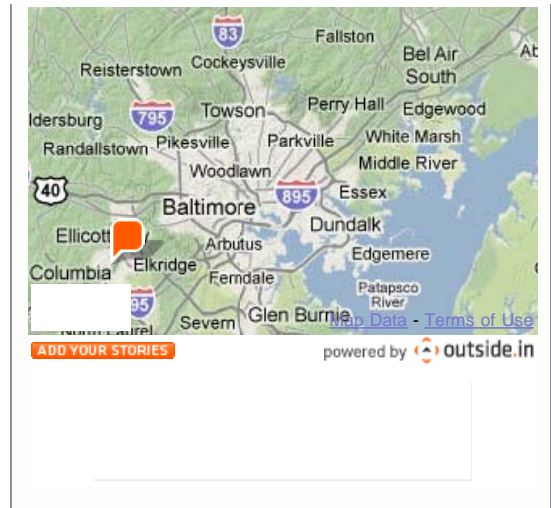 83
Fallston
Bel Air
South
Reisterstown
Cockeysville
795
Towson
Perry Hall
Edgewood
Randallstown
Pikesville
Parkville
White Marsh
Woodlawn
Middle River
40
895
Essex
Baltimore
Dundalk
Arbutus
Edgemere
Columbia
Elkridge
Ferndale
Patapsco
River
95
Severn
Glen Burnie
Map Data - Terms of Use
ADD YOUR STORIES
powered by outside.in